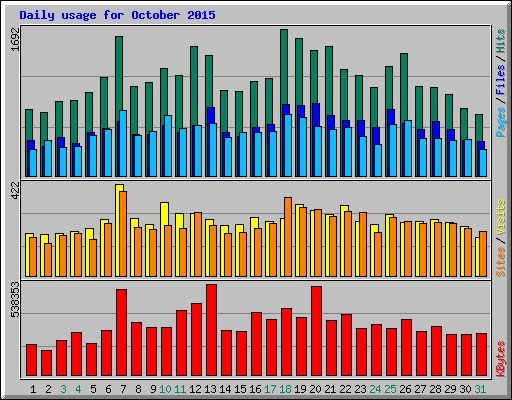 Daily usage for October 2015
1692
Pages / Files / Hits
422
Sites / Visits
538353
KBytes
1 2 3 4 5 6 7 8 9 10 11 12 13 14 15 16 17 18 19 20 21 22 23 24 25 26 27 28 29 30 31